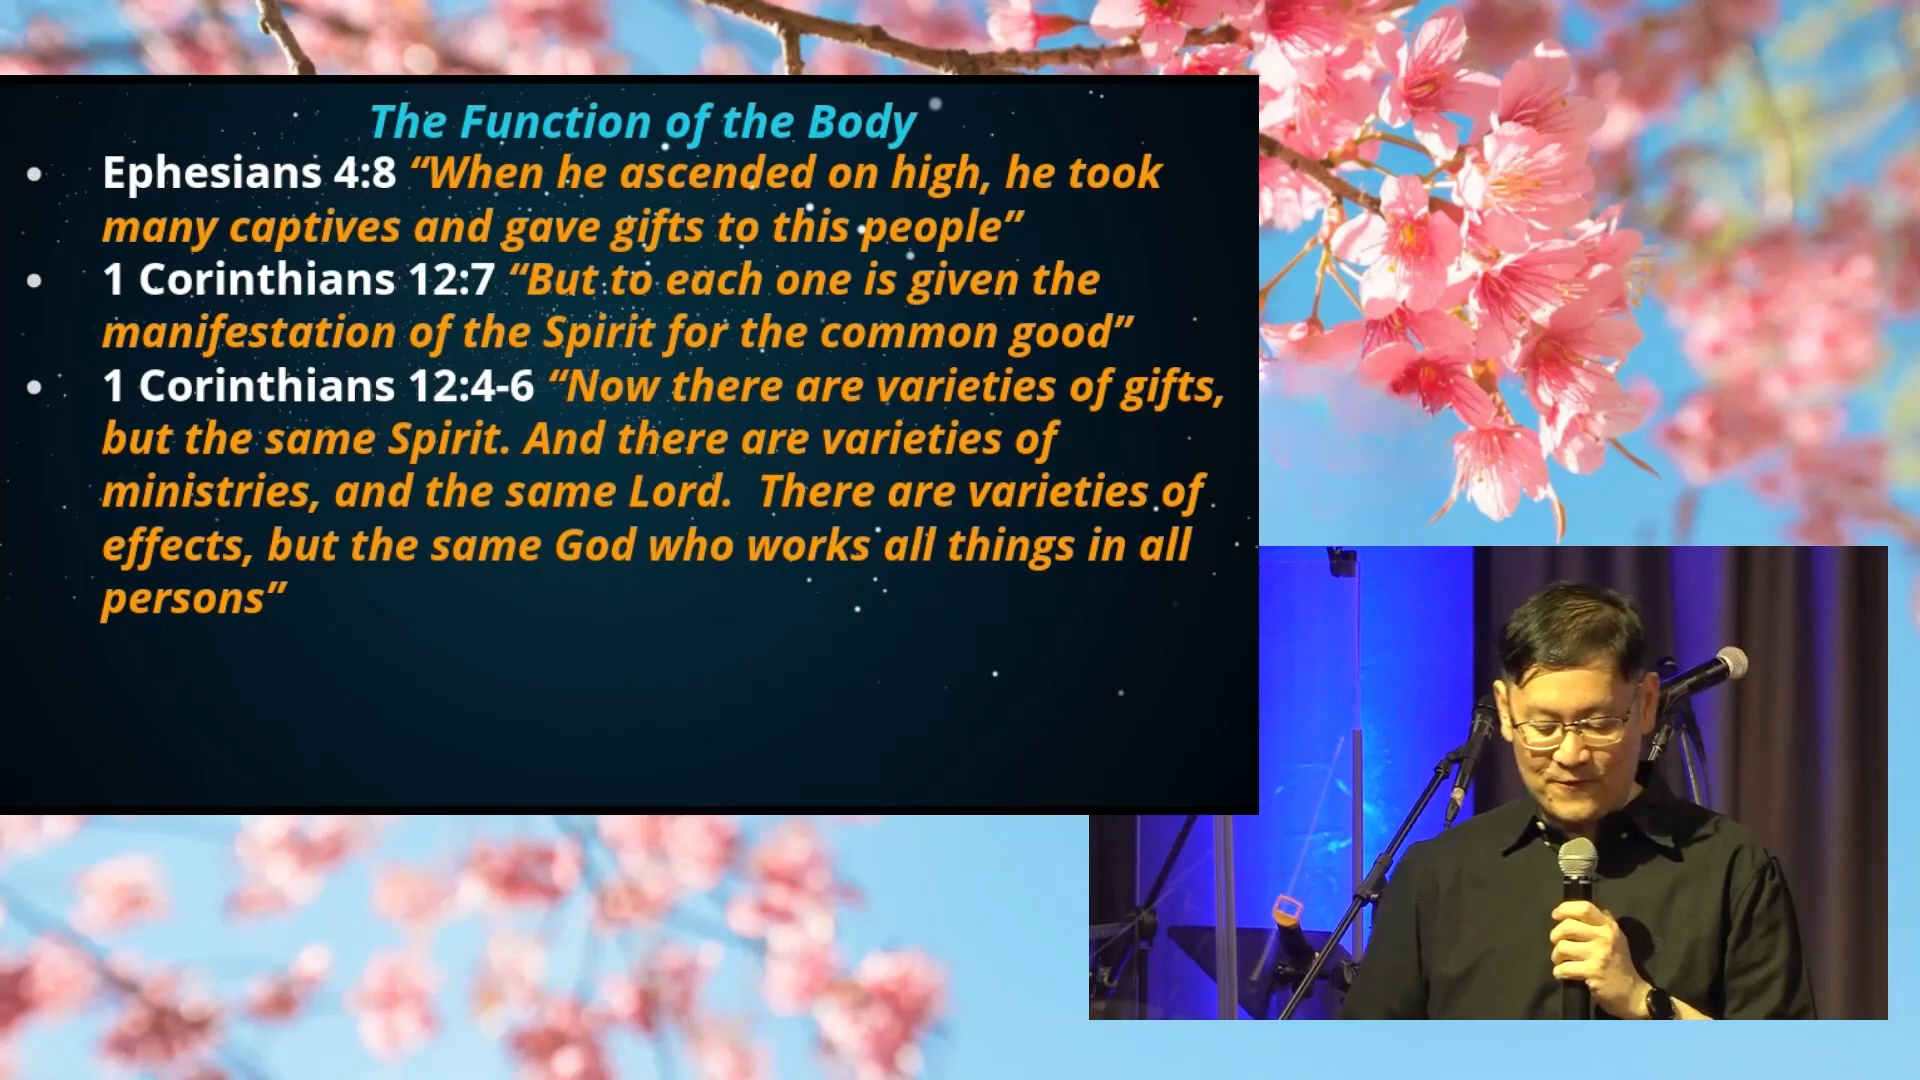 The Function of the Body
• Ephesians 4:8 “When he ascended on high, he took
many captives and gave gifts to this people”
• 1 Corinthians 12:7 “But to each one is given the
manifestation of the Spirit for the common good”
• 1 Corinthians 12:4-6 “Now there are varieties of gifts,
but the same Spirit. And there are varieties of
ministries, and the same Lord.  There are varieties of
effects, but the same God who works all things in all
persons”